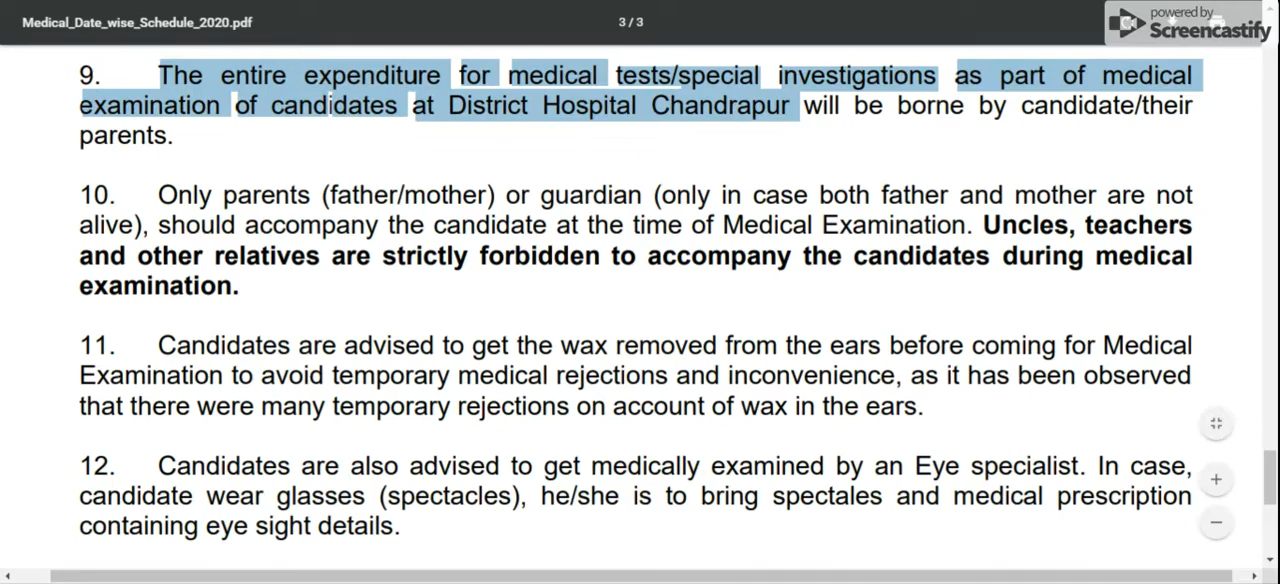 Medical_Date_wise_Schedule_2020.pdf
3 / 3
powered by
Screencastify
9. The entire expenditure for medical tests/special investigations as part of medical
examination of candidates at District Hospital Chandrapur will be borne by candidate/their
parents.
10. Only parents (father/mother) or guardian (only in case both father and mother are not
alive), should accompany the candidate at the time of Medical Examination. Uncles, teachers
and other relatives are strictly forbidden to accompany the candidates during medical
examination.
11. Candidates are advised to get the wax removed from the ears before coming for Medical
Examination to avoid temporary medical rejections and inconvenience, as it has been observed
that there were many temporary rejections on account of wax in the ears.
12. Candidates are also advised to get medically examined by an Eye specialist. In case,
candidate wear glasses (spectacles), he/she is to bring spectales and medical prescription
containing eye sight details.